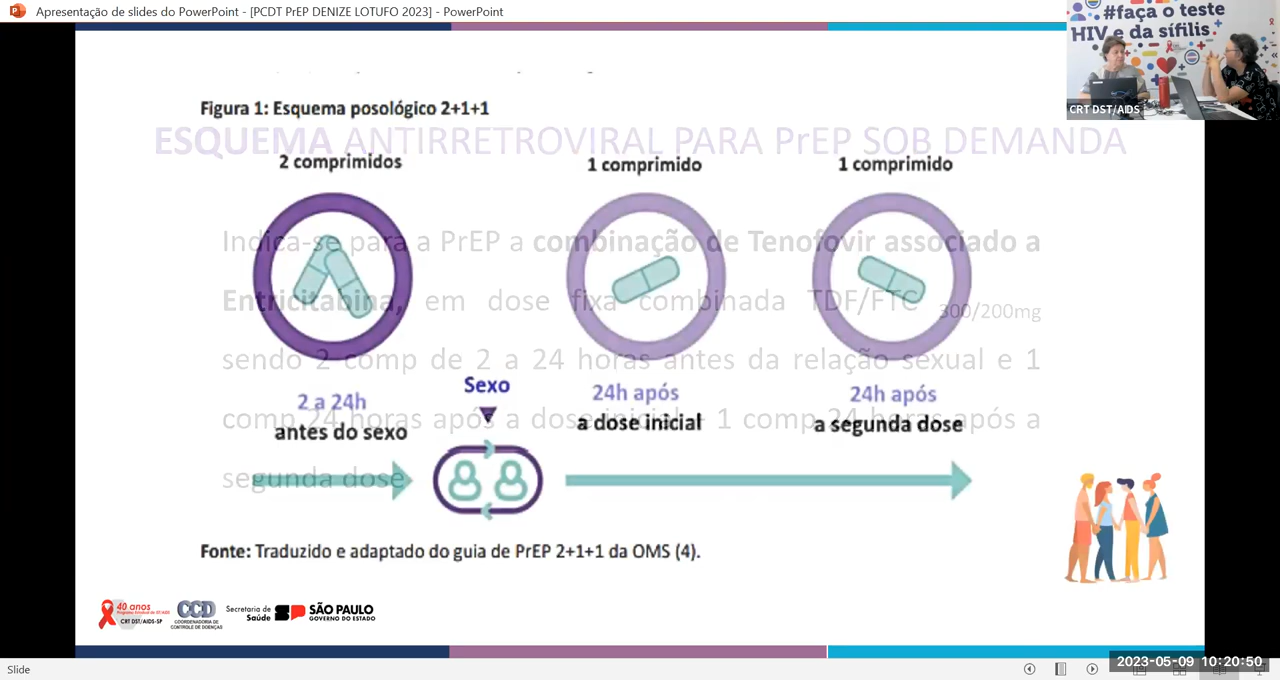 Apresentação de slides do PowerPoint - [PCDT PrEP DENIZE LOTUFO 2023] - PowerPoint
#faça o teste
HIV e da sífilis.
CRT DST/AIDS
Figura 1: Esquema posológico 2+1+1
ESQUEMA ANTIRRETROVIRAL PARA PrEP SOB DEMANDA
2 comprimidos
1 comprimido
1 comprimido
Indica-se para a PrEP a combinação de Tenofovir associado a
Entricitabina, em dose fixa combinada TDF/FTC 300/200mg
sendo 2 comp de 2 a 24 horas antes da relação sexual e 1
comp 24 horas após a dose inicial + 1 comp 24 horas após a
segunda dose
2 a 24h
antes do sexo
Sexo
24h após
a dose inicial
24h após
a segunda dose
Fonte: Traduzido e adaptado do guia de PrEP 2+1+1 da OMS (4).
40 anos
CRT DST/AIDS-SP
CCD
COORDENADORIA DE
CONTROLE DE DOENÇAS
Secretaria de
Saúde
SÃO PAULO
GOVERNO DO ESTADO
Slide
2023-05-09 10:20:50